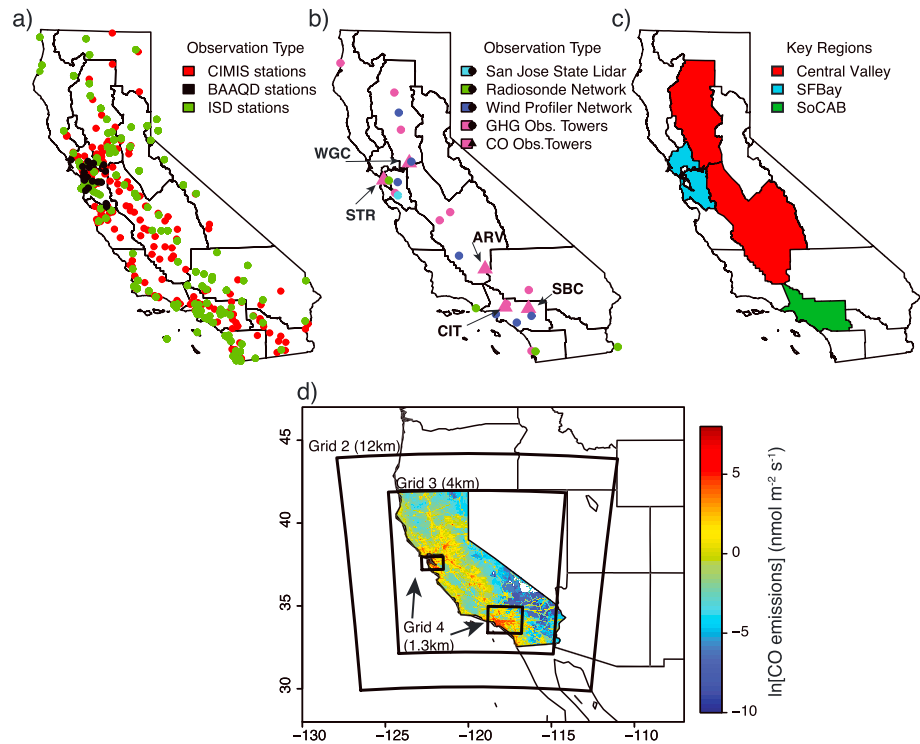 a)
Observation Type
CIMIS stations
BAAQD stations
ISD stations
b)
Observation Type
San Jose State Lidar
Radiosonde Network
Wind Profiler Network
GHG Obs. Towers
CO Obs.Towers
WGC
STR
ARV
SBC
CIT
c)
Key Regions
Central Valley
SFBay
SoCAB
d)
Grid 2 (12km)
Grid 3 (4km)
Grid 4
(1.3km)
45
40
35
30
−130
−125
−120
−115
−110
5
0
−5
−10
ln[CO emissions] (nmol m⁻² s⁻¹)